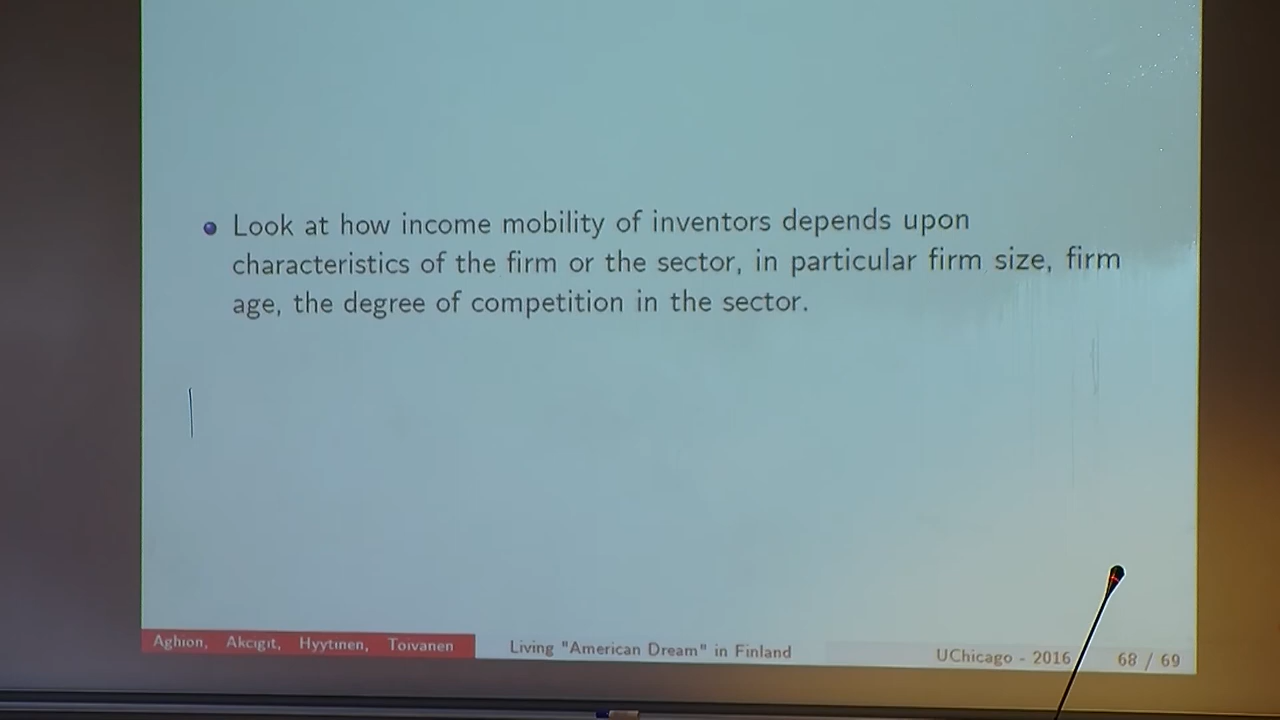 Look at how income mobility of inventors depends upon
characteristics of the firm or the sector, in particular firm size, firm
age, the degree of competition in the sector.
Aghion, Akcigit, Hyytinen, Toivanen
Living "American Dream" in Finland
UChicago - 2016
68 / 69